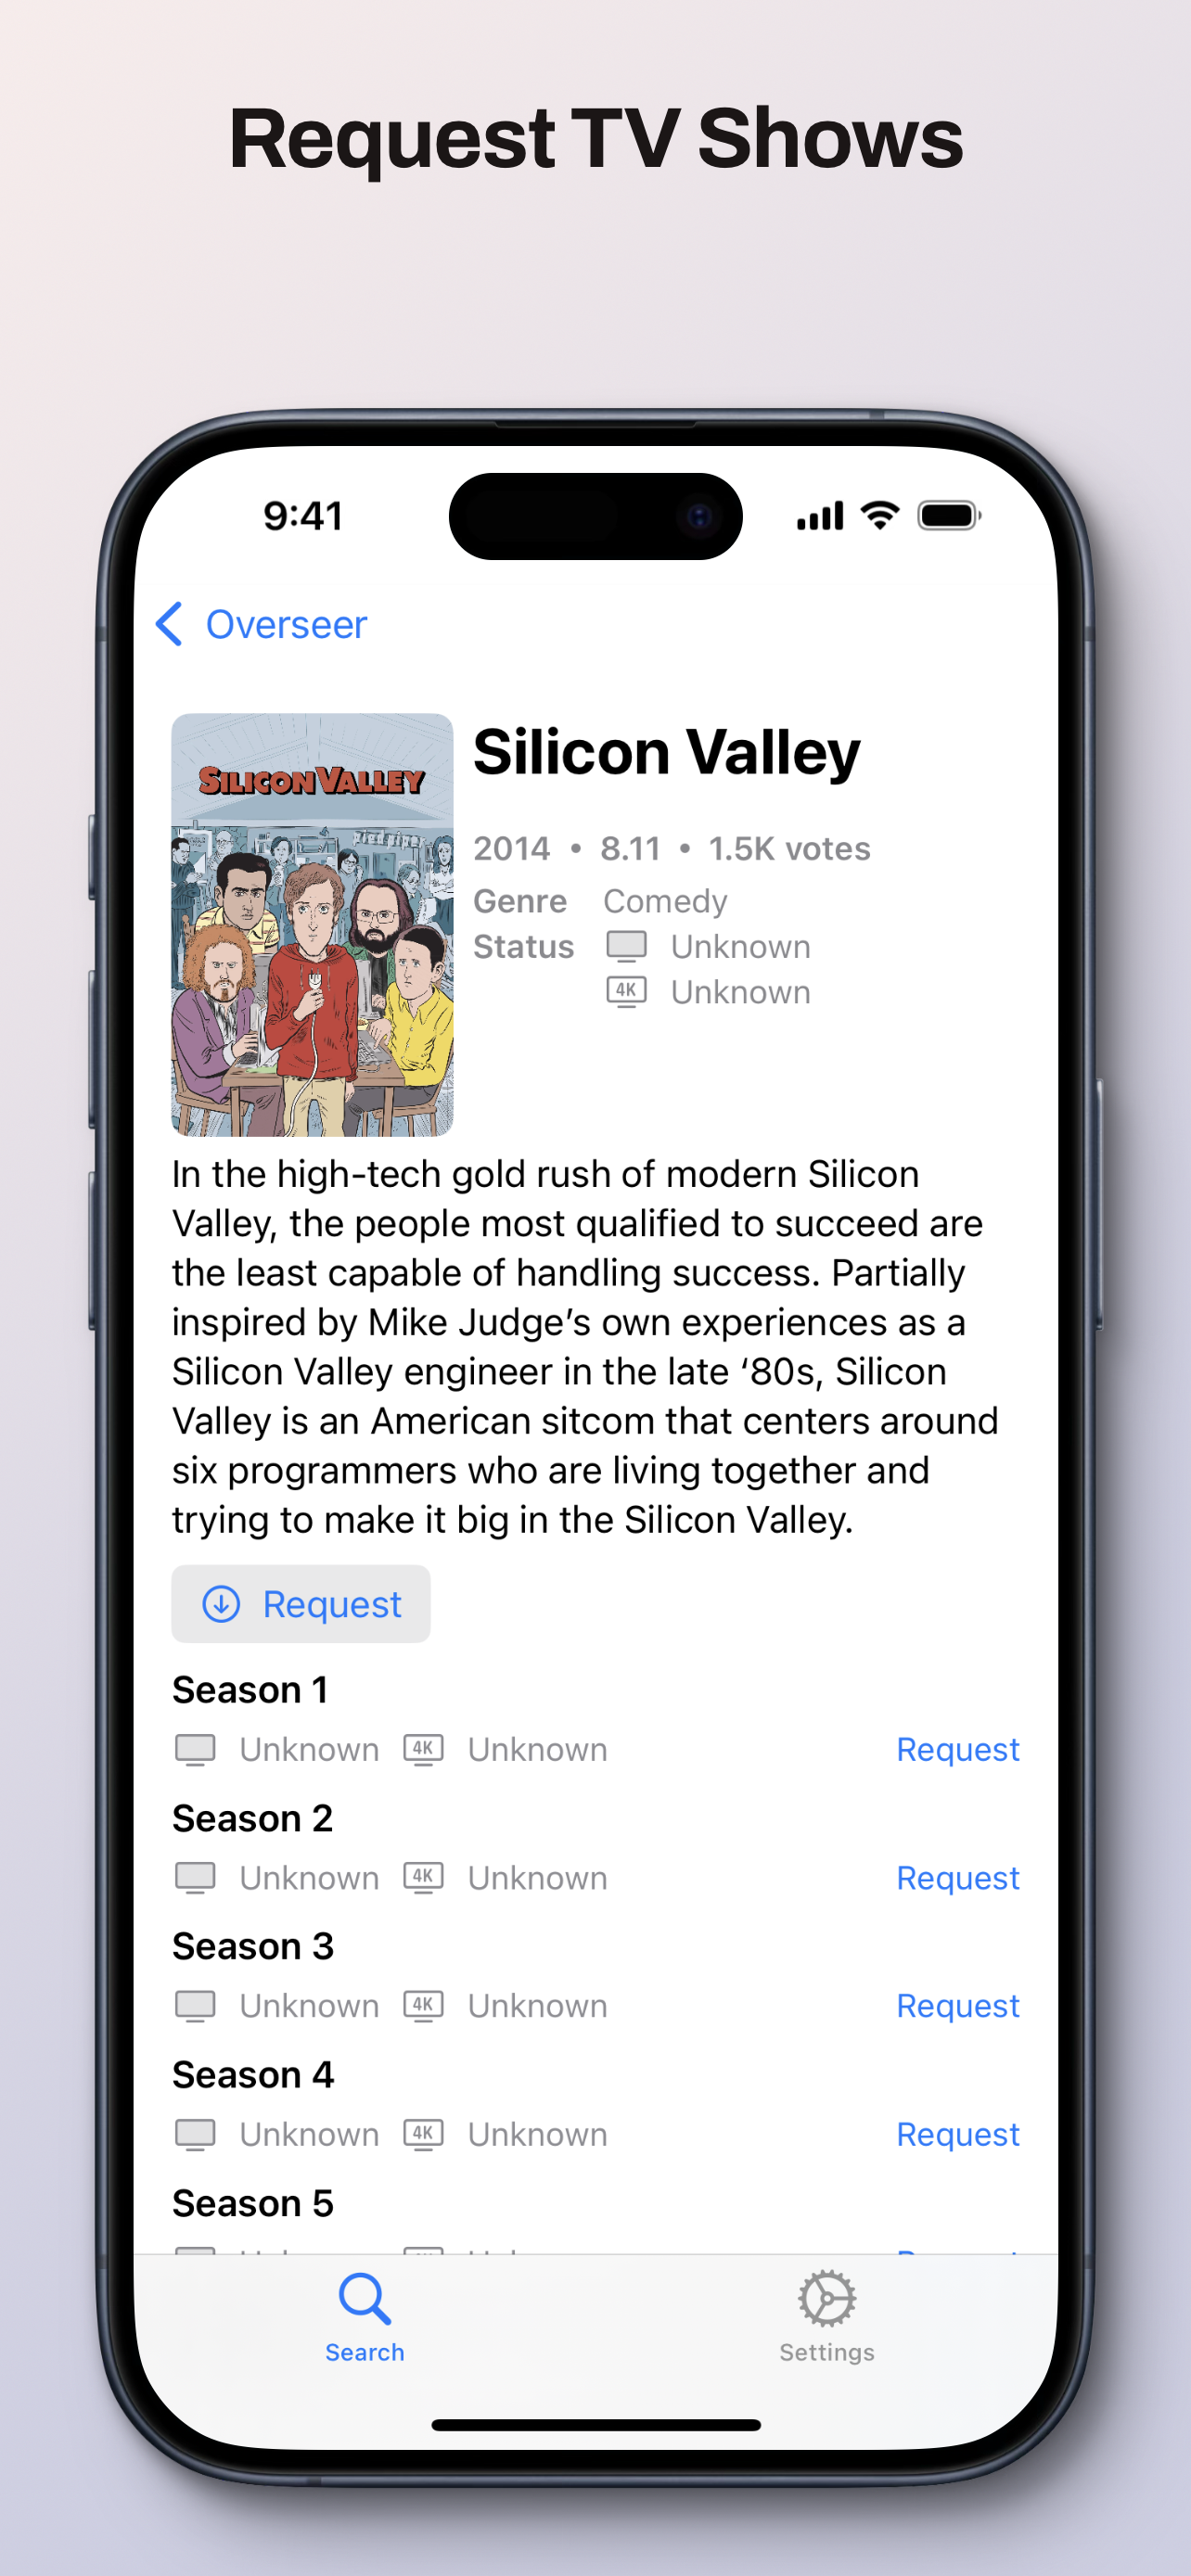 Request TV Shows
9:41
Overseer
SILICON VALLEY
Silicon Valley
2014 • 8.11 • 1.5K votes
Genre Comedy
Status Unknown
4K Unknown
In the high-tech gold rush of modern Silicon
Valley, the people most qualified to succeed are
the least capable of handling success. Partially
inspired by Mike Judge’s own experiences as a
Silicon Valley engineer in the late ‘80s, Silicon
Valley is an American sitcom that centers around
six programmers who are living together and
trying to make it big in the Silicon Valley.
Request
Season 1
Unknown 4K Unknown Request
Season 2
Unknown 4K Unknown Request
Season 3
Unknown 4K Unknown Request
Season 4
Unknown 4K Unknown Request
Season 5
Search Settings